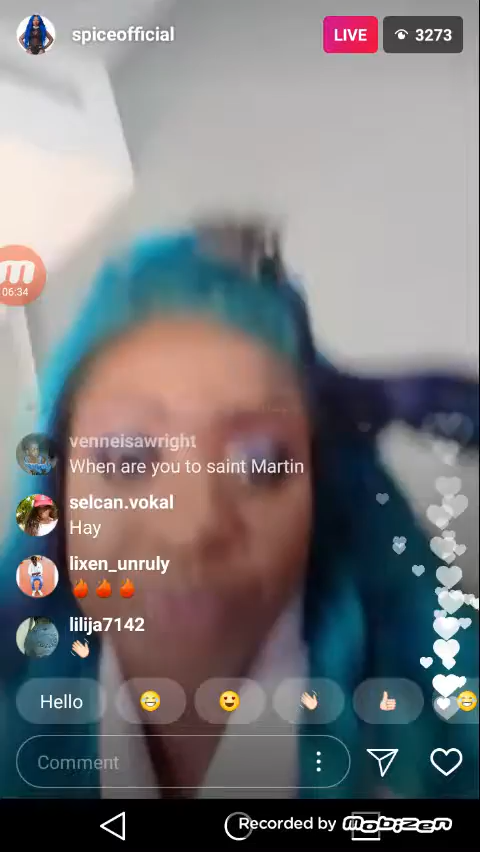 spiceofficial
LIVE
3273
06:34
venneisawright
When are you to saint Martin
selcan.vokal
Hay
lixen_unruly
🔥🔥🔥
lilija7142
👋🏻
Hello
Comment
Recorded by mobizen